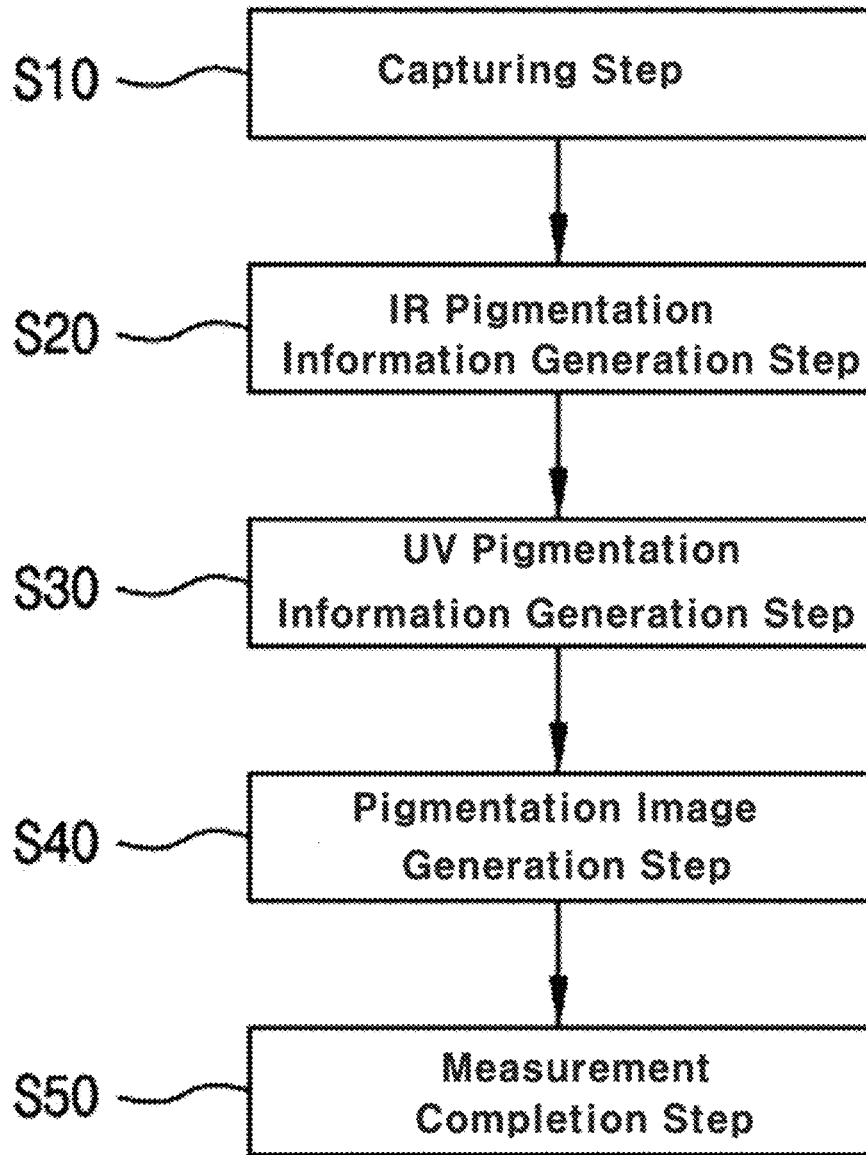 S10
Capturing Step
S20
IR Pigmentation
Information Generation Step
S30
UV Pigmentation
Information Generation Step
S40
Pigmentation Image
Generation Step
S50
Measurement
Completion Step